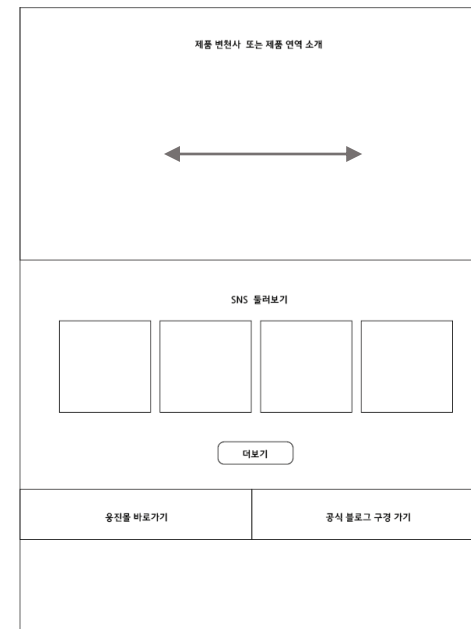 제품 변천사 또는 제품 연역 소개
SNS 둘러보기
더보기
웅진몰 바로가기
공식 블로그 구경 가기